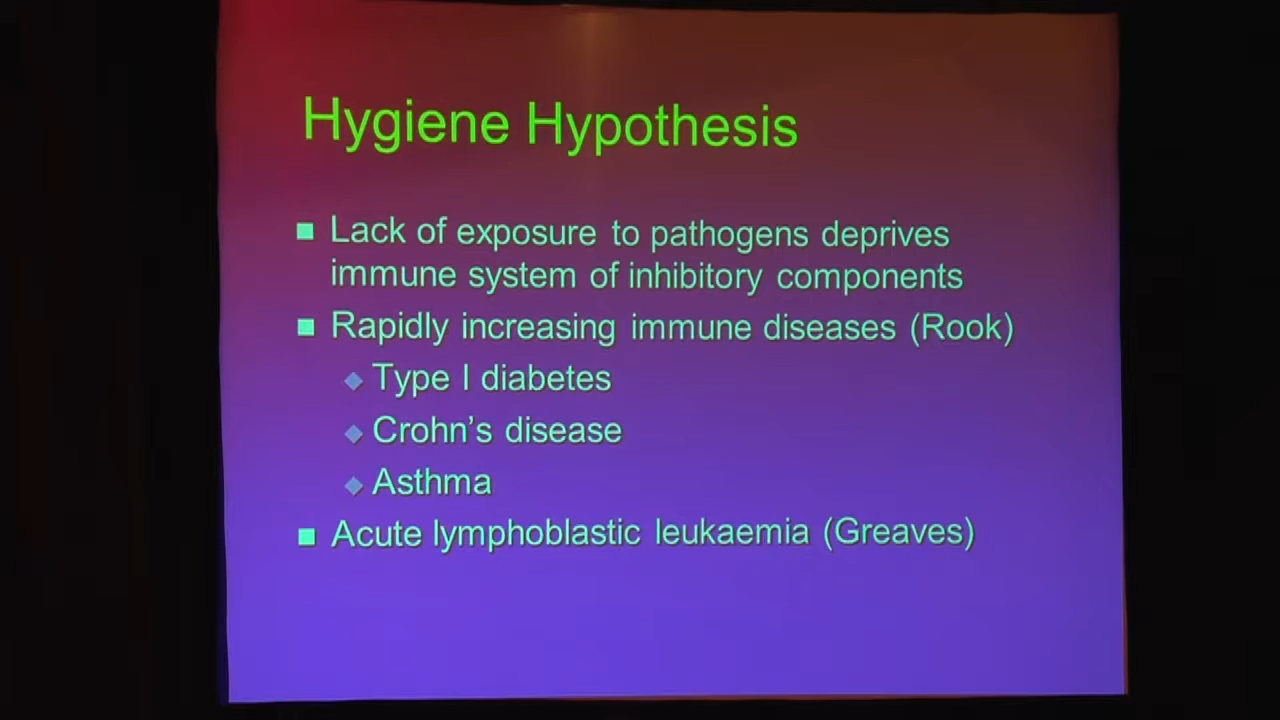 Hygiene Hypothesis
Lack of exposure to pathogens deprives
immune system of inhibitory components
Rapidly increasing immune diseases (Rook)
Type I diabetes
Crohn's disease
Asthma
Acute lymphoblastic leukaemia (Greaves)